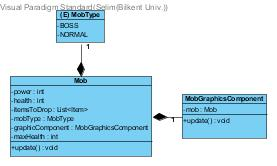 Visual Paradigm Standard(Selim(Bilkent Univ.))
(E) MobType
-BOSS
-NORMAL
1
Mob
-power : int
-health : int
-itemsToDrop : List<Item>
-mobType : MobType
-graphicComponent : MobGraphicsComponent
-maxHealth : int
+update() : void
1
MobGraphicsComponent
-mob : Mob
+update() : void